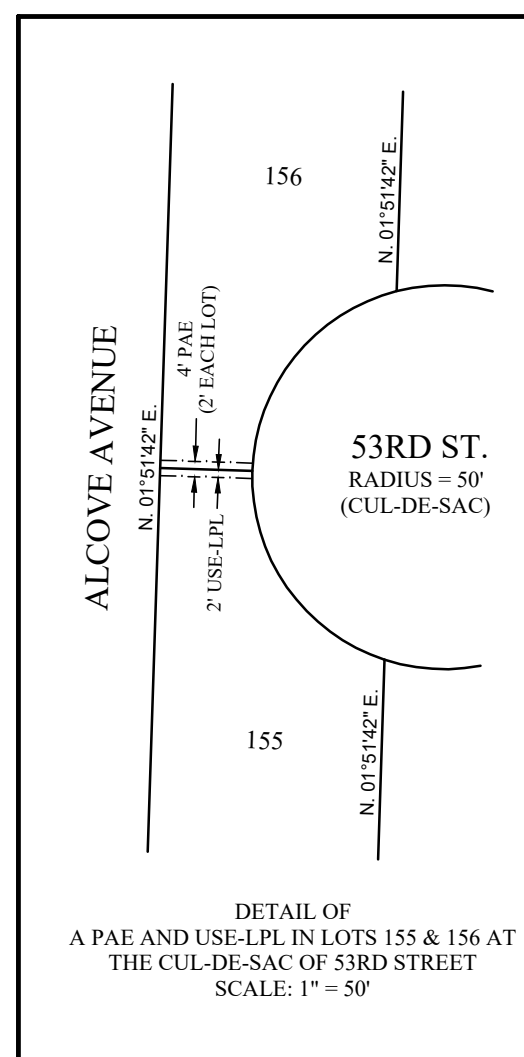 156
N. 01°51'42" E.
4' PAE
(2' EACH LOT)
ALCOVE AVENUE
N. 01°51'42" E.
53RD ST.
RADIUS = 50'
(CUL-DE-SAC)
2' USE-LPL
155
N. 01°51'42" E.
DETAIL OF
A PAE AND USE-LPL IN LOTS 155 & 156 AT
THE CUL-DE-SAC OF 53RD STREET
SCALE: 1" = 50'